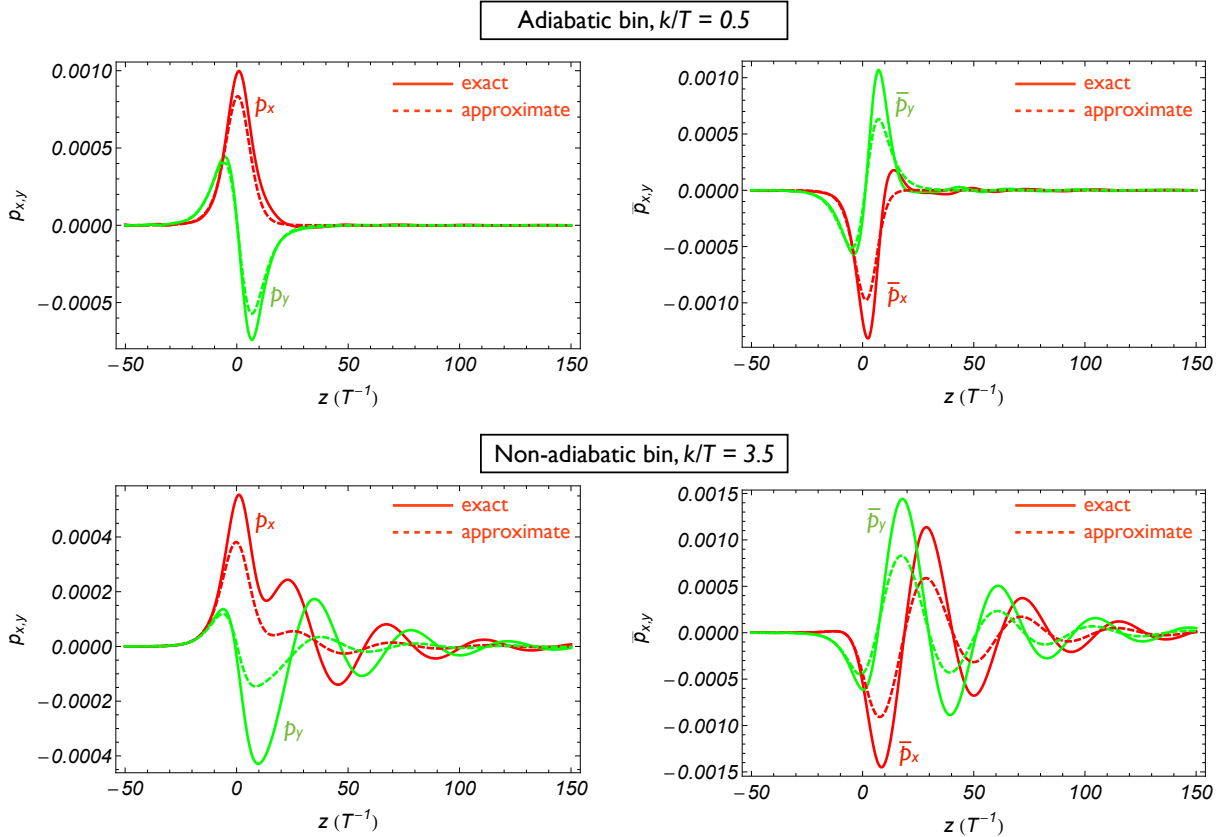 Adiabatic bin, k/T = 0.5
0.0010
0.0005
0.0000
−0.0005
p_x,y
p_x
p_y
exact
approximate
−50 0 50 100 150
z (T⁻¹)
0.0010
0.0005
0.0000
−0.0005
−0.0010
p̅_x,y
p̅_y
p̅_x
exact
approximate
−50 0 50 100 150
z (T⁻¹)
Non-adiabatic bin, k/T = 3.5
0.0004
0.0002
0.0000
−0.0002
−0.0004
p_x,y
p_x
p_y
exact
approximate
−50 0 50 100 150
z (T⁻¹)
0.0015
0.0010
0.0005
0.0000
−0.0005
−0.0010
−0.0015
p̅_x,y
p̅_y
p̅_x
exact
approximate
−50 0 50 100 150
z (T⁻¹)